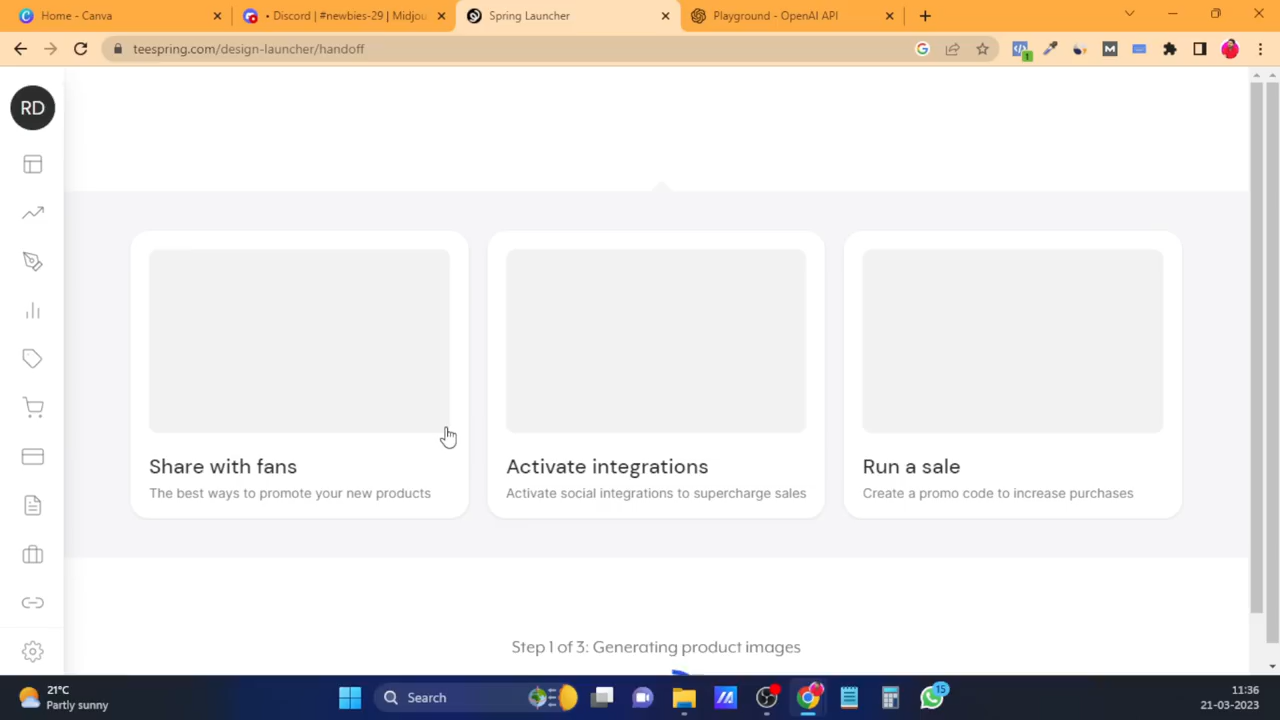 Home - Canva
• Discord | #newbies-29 | Midjou
Spring Launcher
Playground - OpenAI API
teespring.com/design-launcher/handoff
RD
Share with fans
The best ways to promote your new products
Activate integrations
Activate social integrations to supercharge sales
Run a sale
Create a promo code to increase purchases
Step 1 of 3: Generating product images
21°C
Partly sunny
Search
15
11:36
21-03-2023